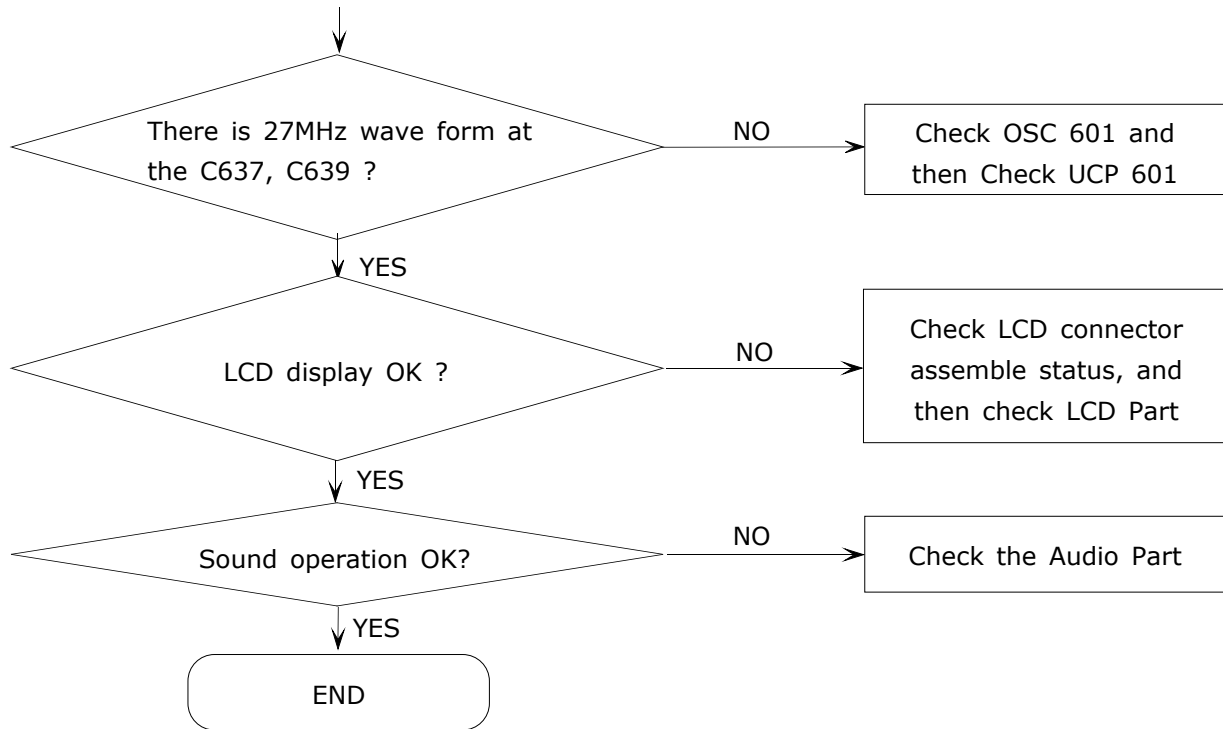 There is 27MHz wave form at
the C637, C639 ?
NO
Check OSC 601 and
then Check UCP 601
YES
LCD display OK ?
NO
Check LCD connector
assemble status, and
then check LCD Part
YES
Sound operation OK?
NO
Check the Audio Part
YES
END